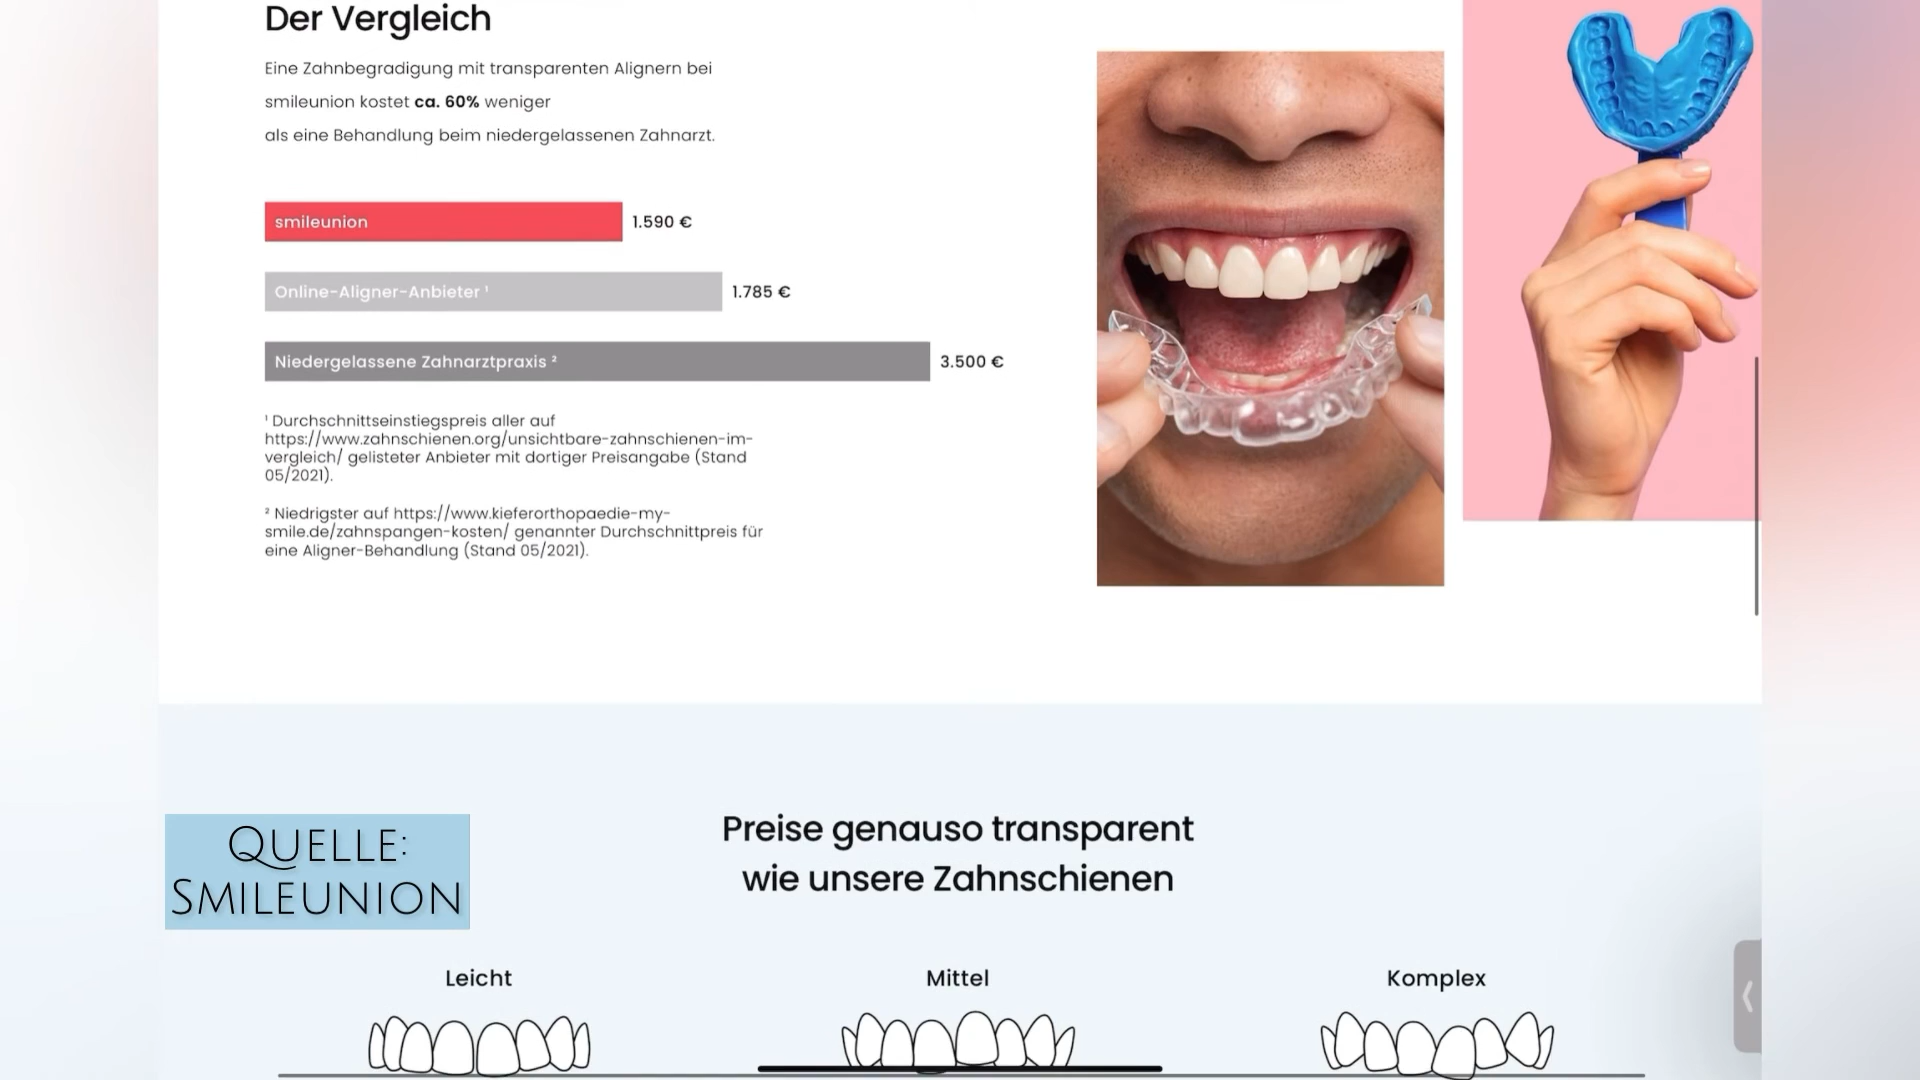 Der Vergleich
Eine Zahnbegradigung mit transparenten Alignern bei
smileunion kostet ca. 60% weniger
als eine Behandlung beim niedergelassenen Zahnarzt.
smileunion 1.590 €
Online-Aligner-Anbieter ¹ 1.785 €
Niedergelassene Zahnarztpraxis ² 3.500 €
¹ Durchschnittseinstiegspreis aller auf
https://www.zahnschienen.org/unsichtbare-zahnschienen-im-
vergleich/ gelisteter Anbieter mit dortiger Preisangabe (Stand
05/2021).
² Niedrigster auf https://www.kieferorthopaedie-my-
smile.de/zahnspangen-kosten/ genannter Durchschnittpreis für
eine Aligner-Behandlung (Stand 05/2021).
Quelle:
Smileunion
Preise genauso transparent
wie unsere Zahnschienen
Leicht
Mittel
Komplex